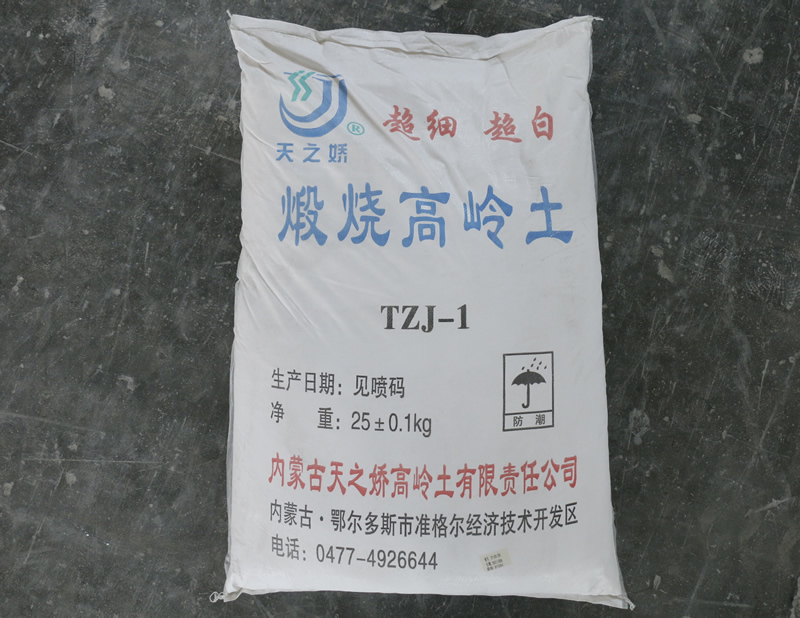 超细 超白
®
天之娇
煅烧高岭土
TZJ-1
生产日期：见喷码
净 重：25±0.1kg
防潮
内蒙古天之娇高岭土有限责任公司
内蒙古·鄂尔多斯市准格尔经济技术开发区
电话：0477-4926644